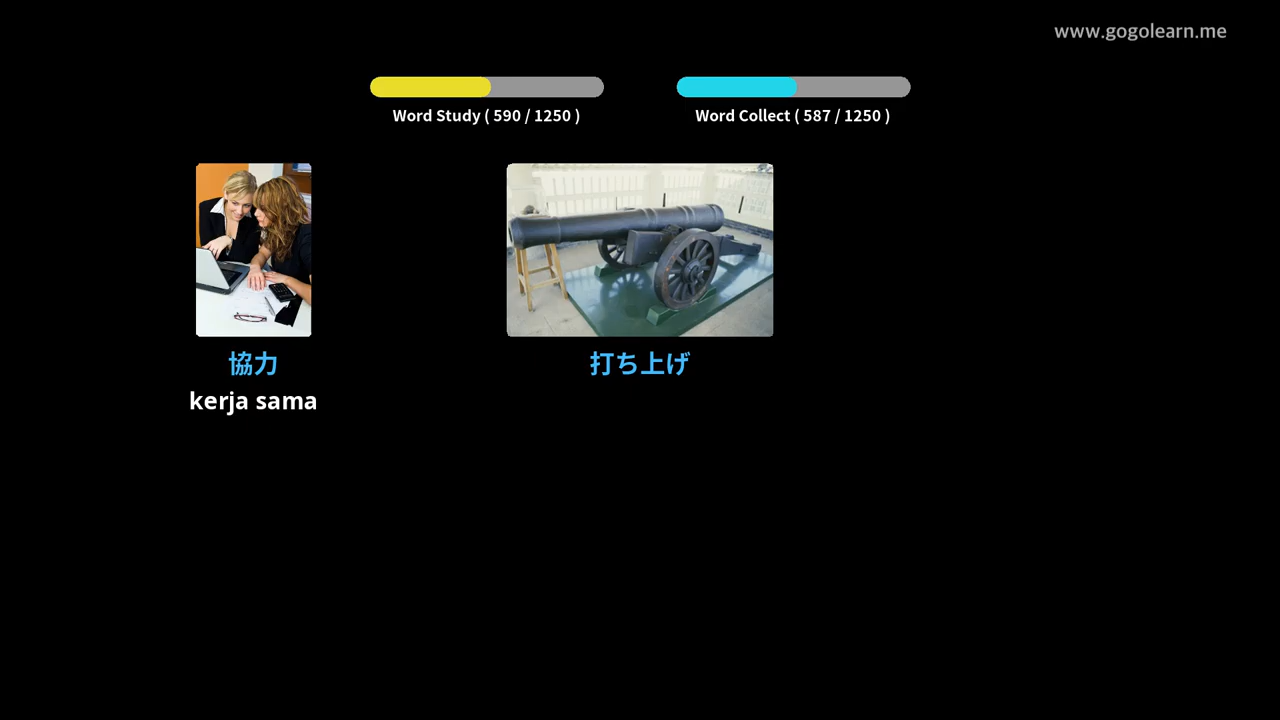 www.gogolearn.me
Word Study ( 590 / 1250 )
Word Collect ( 587 / 1250 )
協力
打ち上げ
kerja sama